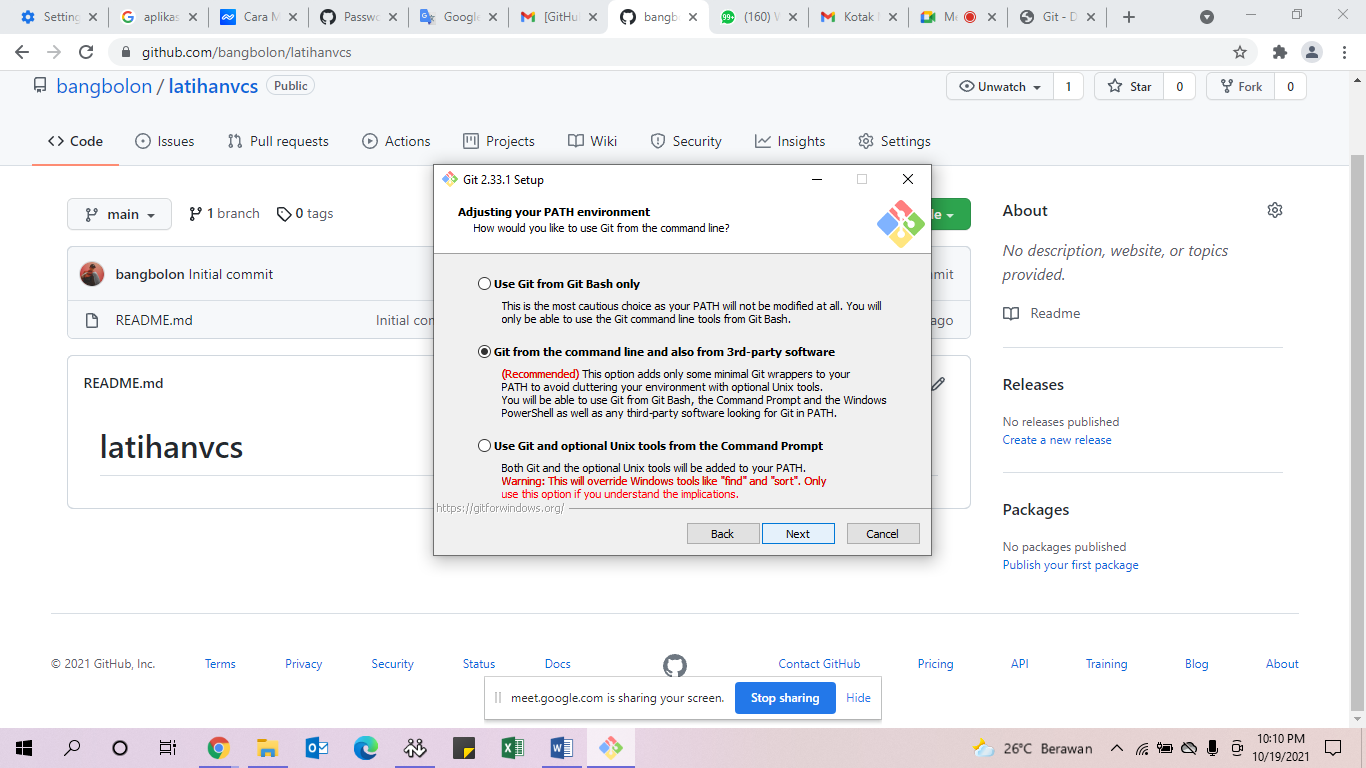 Setting
aplikas
Cara M
Passwo
Google
[GitHub
bangbo
(160) W
Kotak
Me
Git - D
github.com/bangbolon/latihanvcs
bangbolon / latihanvcs Public
Unwatch 1
Star 0
Fork 0
Code
Issues
Pull requests
Actions
Projects
Wiki
Security
Insights
Settings
main
1 branch
0 tags
de
bangbolon Initial commit
mmit
README.md
Initial con
ago
README.md
latihanvcs
About
No description, website, or topics
provided.
Readme
Releases
No releases published
Create a new release
Packages
No packages published
Publish your first package
Git 2.33.1 Setup
Adjusting your PATH environment
How would you like to use Git from the command line?
Use Git from Git Bash only
This is the most cautious choice as your PATH will not be modified at all. You will
only be able to use the Git command line tools from Git Bash.
Git from the command line and also from 3rd-party software
(Recommended) This option adds only some minimal Git wrappers to your
PATH to avoid cluttering your environment with optional Unix tools.
You will be able to use Git from Git Bash, the Command Prompt and the Windows
PowerShell as well as any third-party software looking for Git in PATH.
Use Git and optional Unix tools from the Command Prompt
Both Git and the optional Unix tools will be added to your PATH.
Warning: This will override Windows tools like "find" and "sort". Only
use this option if you understand the implications.
https://gitforwindows.org/
Back
Next
Cancel
© 2021 GitHub, Inc.
Terms
Privacy
Security
Status
Docs
Contact GitHub
Pricing
API
Training
Blog
About
meet.google.com is sharing your screen.
Stop sharing
Hide
26°C Berawan
10:10 PM
10/19/2021